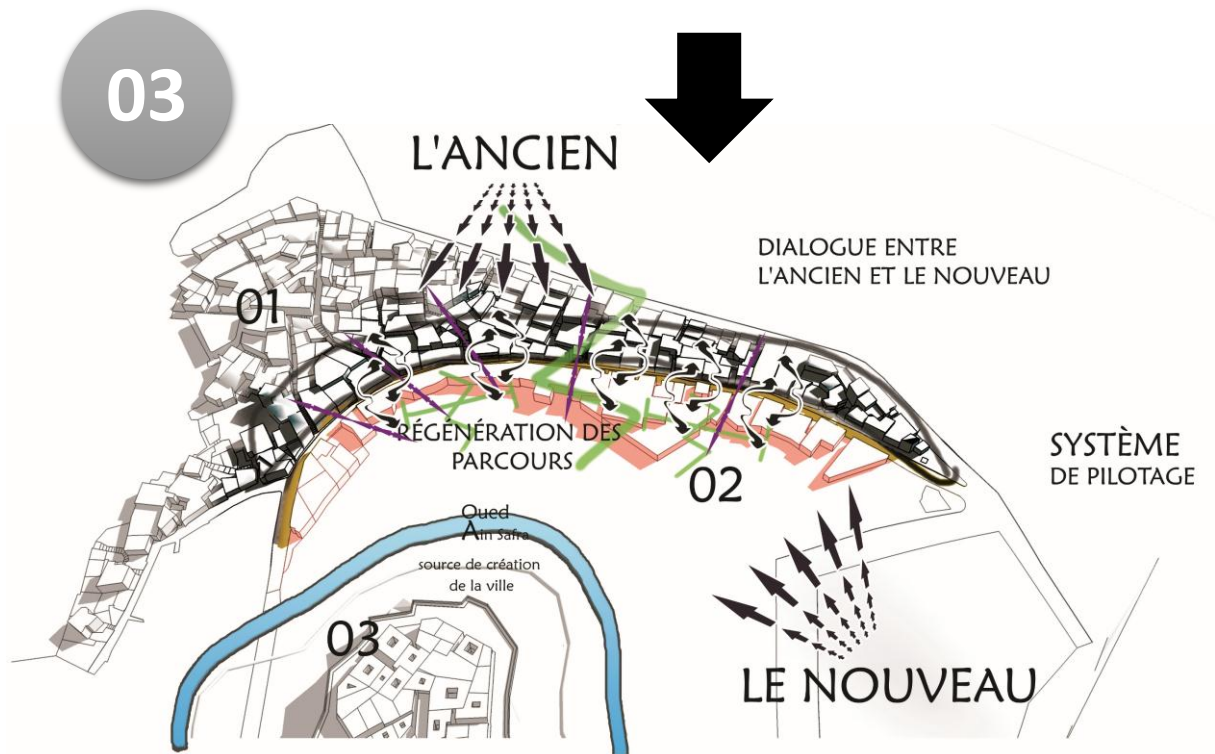 03
L'ANCIEN
DIALOGUE ENTRE
L'ANCIEN ET LE NOUVEAU
01
RÉGÉNÉRATION DES
PARCOURS
02
SYSTÈME
DE PILOTAGE
Oued
Ain Safra
source de création
de la ville
03
LE NOUVEAU